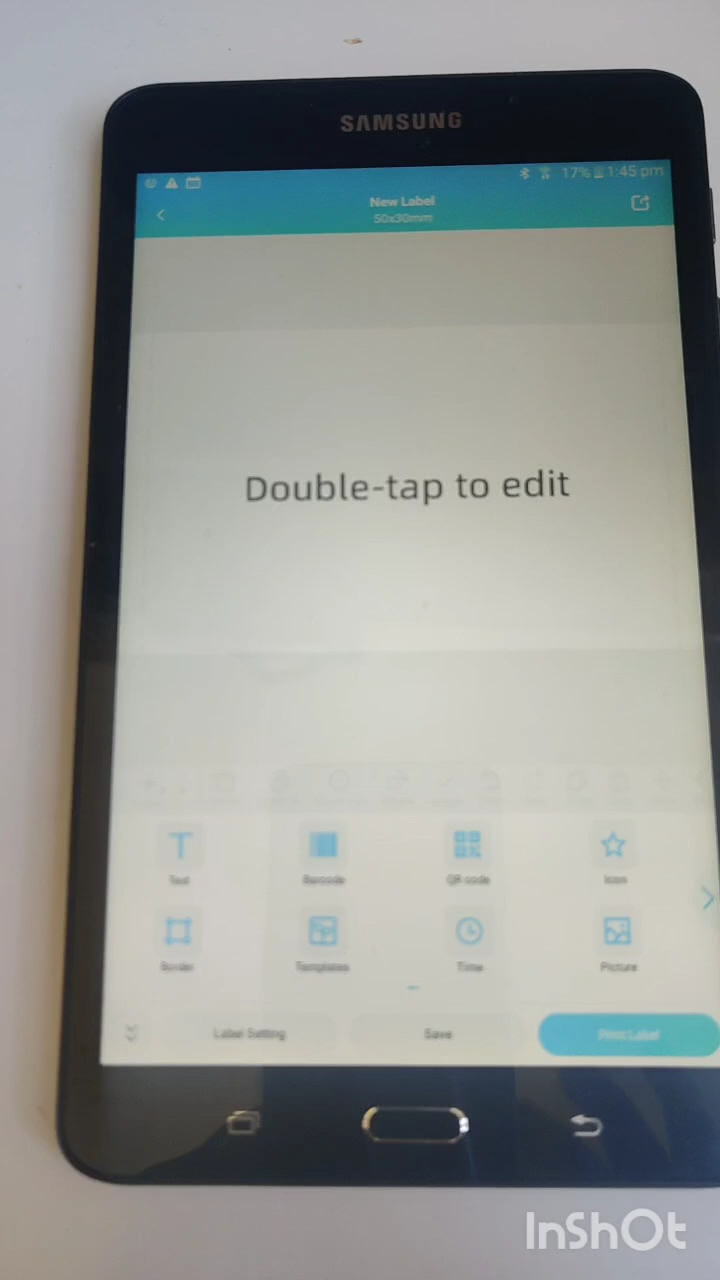 SAMSUNG
17% 1:45 pm
New Label
50x30mm
Double-tap to edit
Text Barcode QR code Icon
Border Templates Time Picture
Label Setting Save Print Label
InShOt